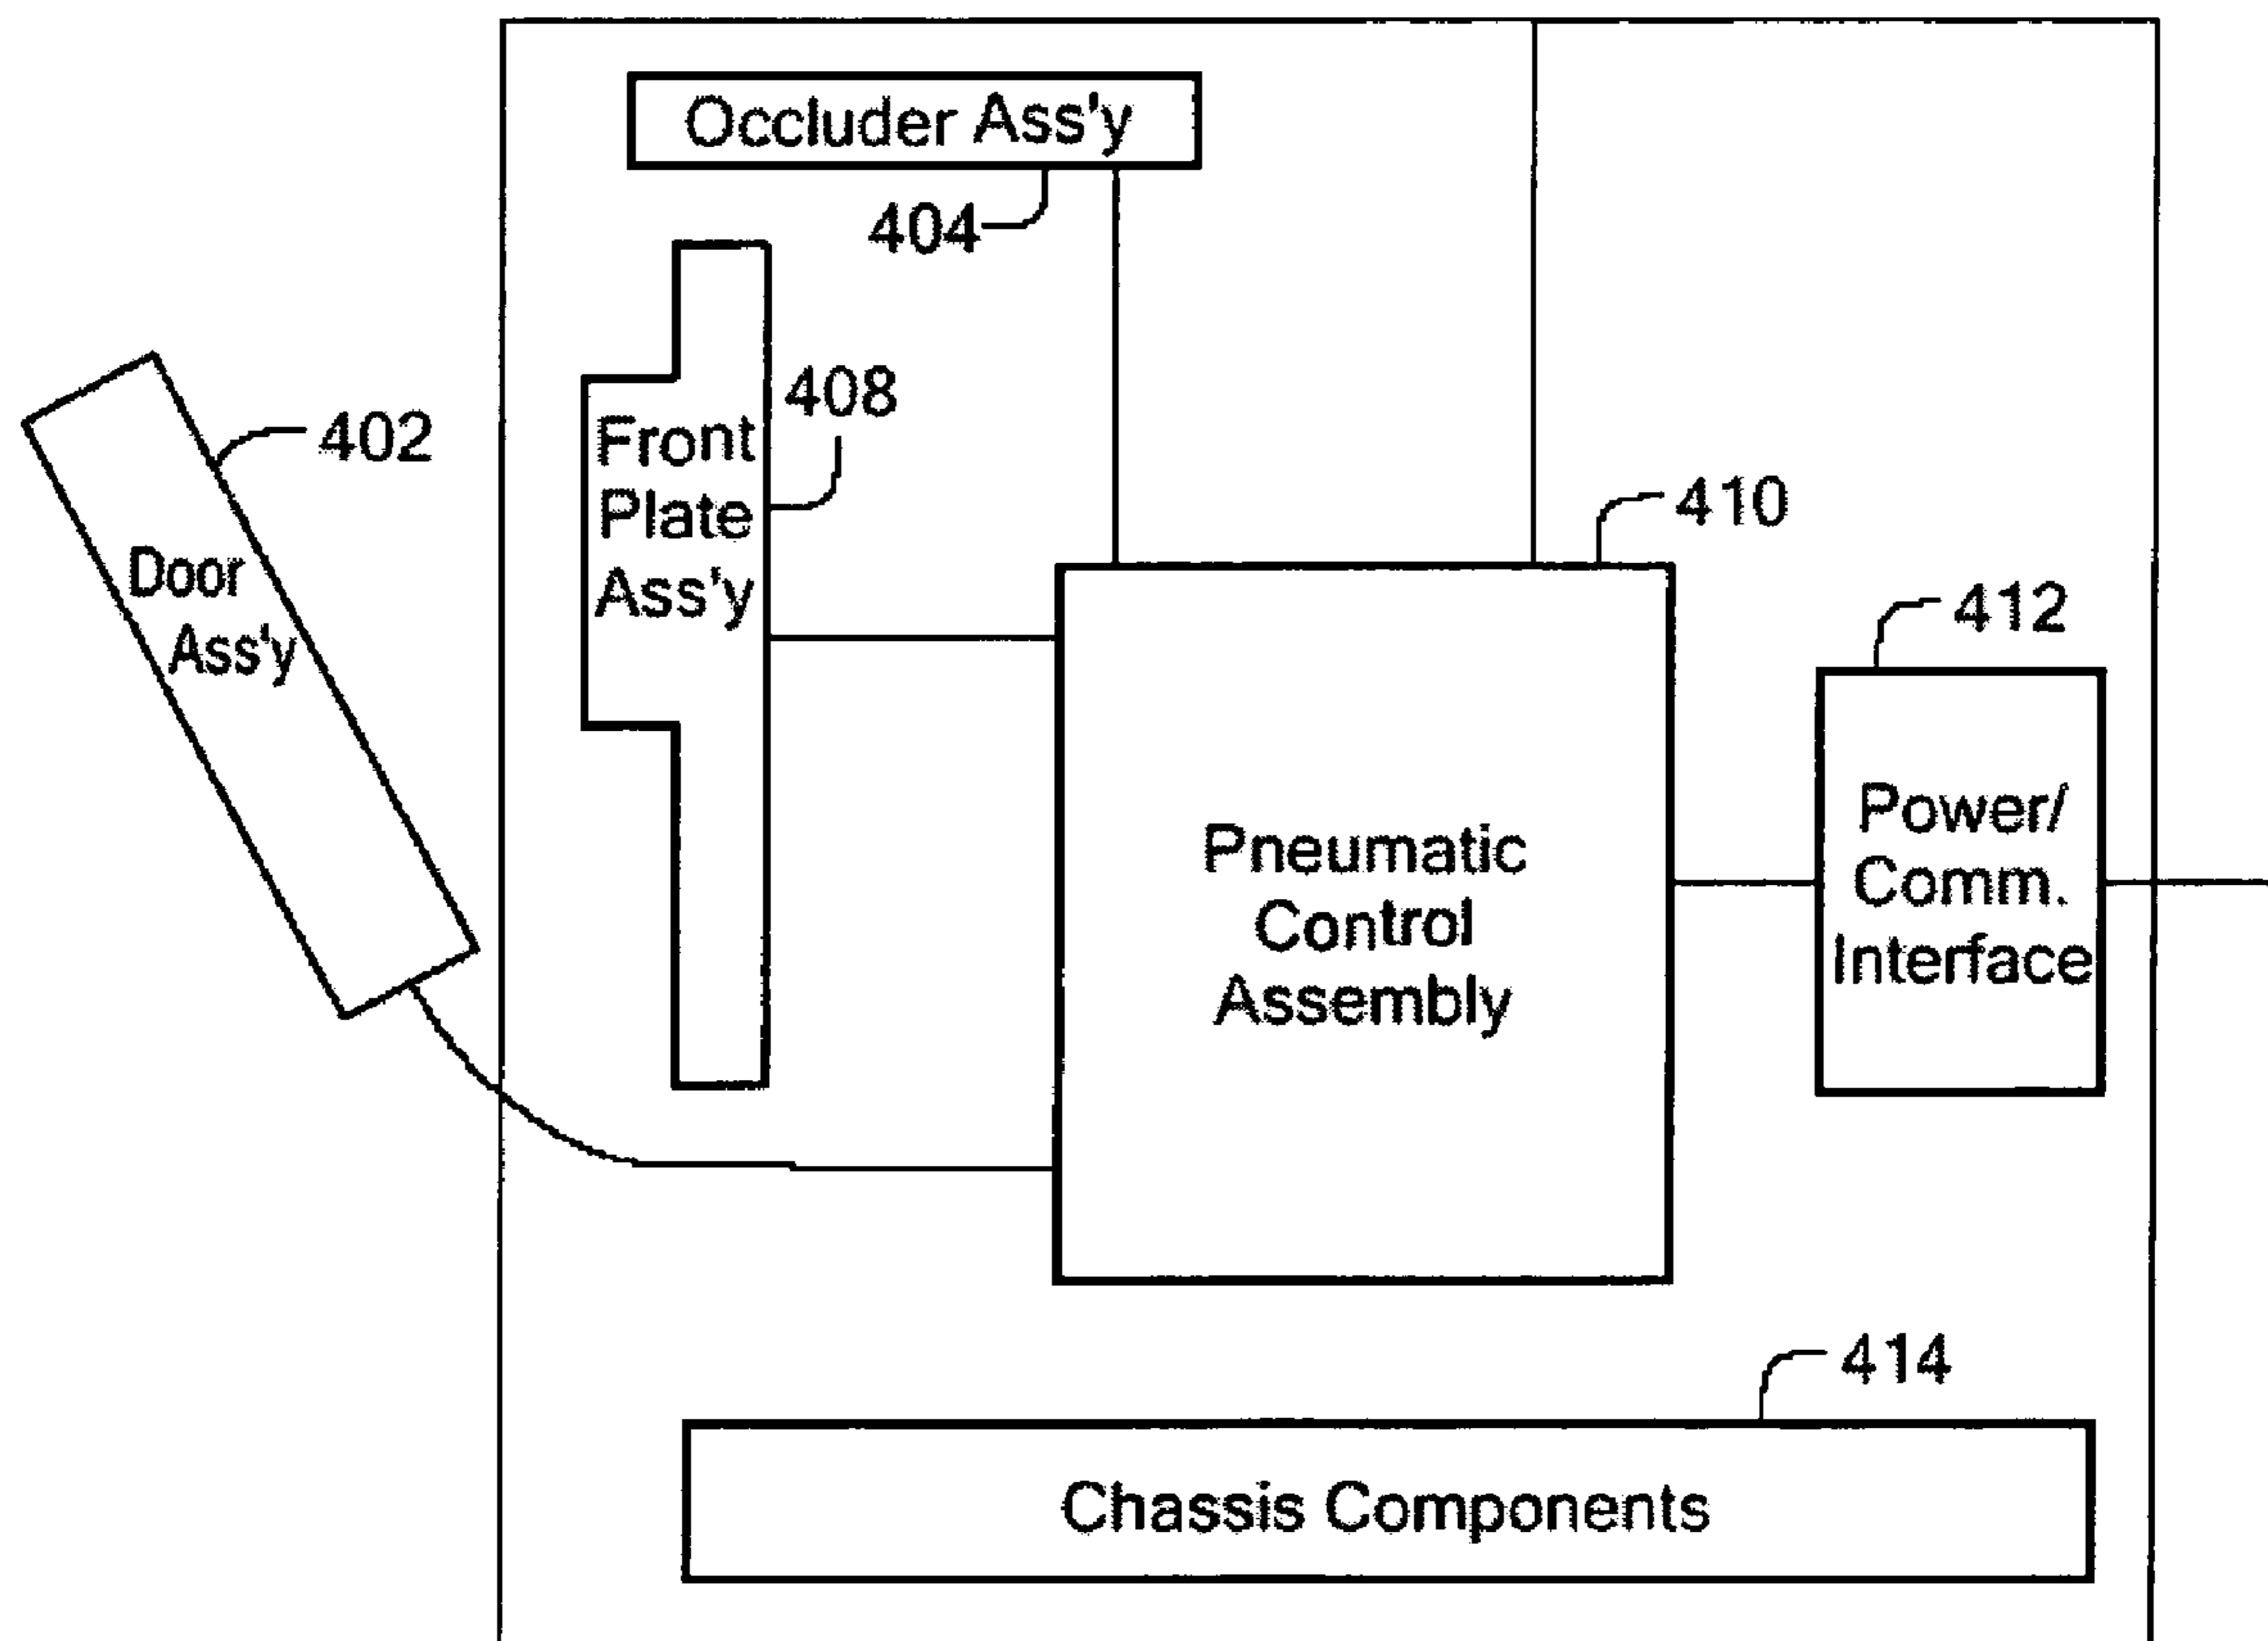 Occluder Ass'y
404
408
402
Front
Plate
Ass'y
410
Door
Ass'y
412
Pneumatic
Control
Assembly
Power/
Comm.
Interface
414
Chassis Components